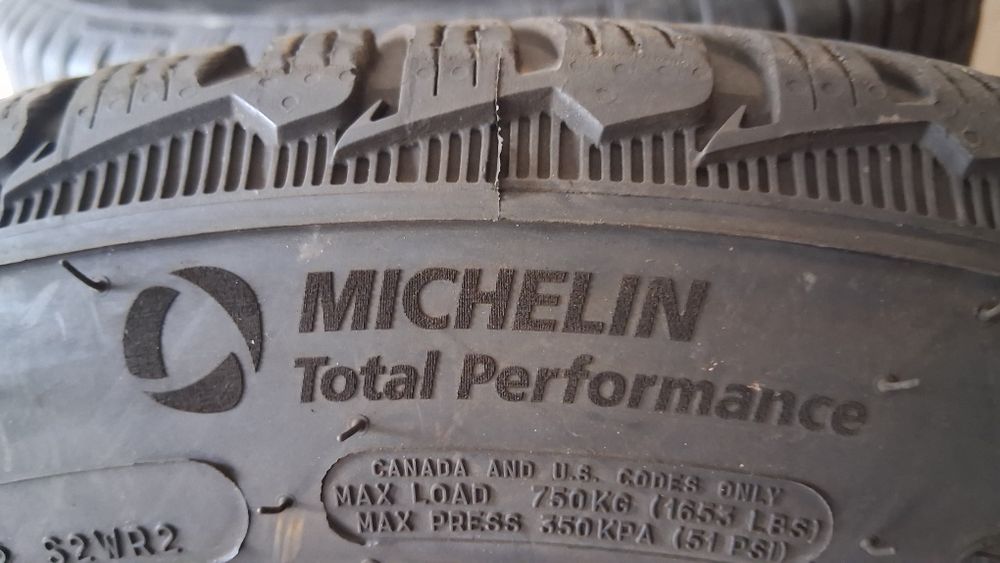 MICHELIN
Total Performance
CANADA AND U.S. CODES ONLY
MAX LOAD 750KG (1653 LBS)
MAX PRESS 350KPA (51 PSI)
S2WR2